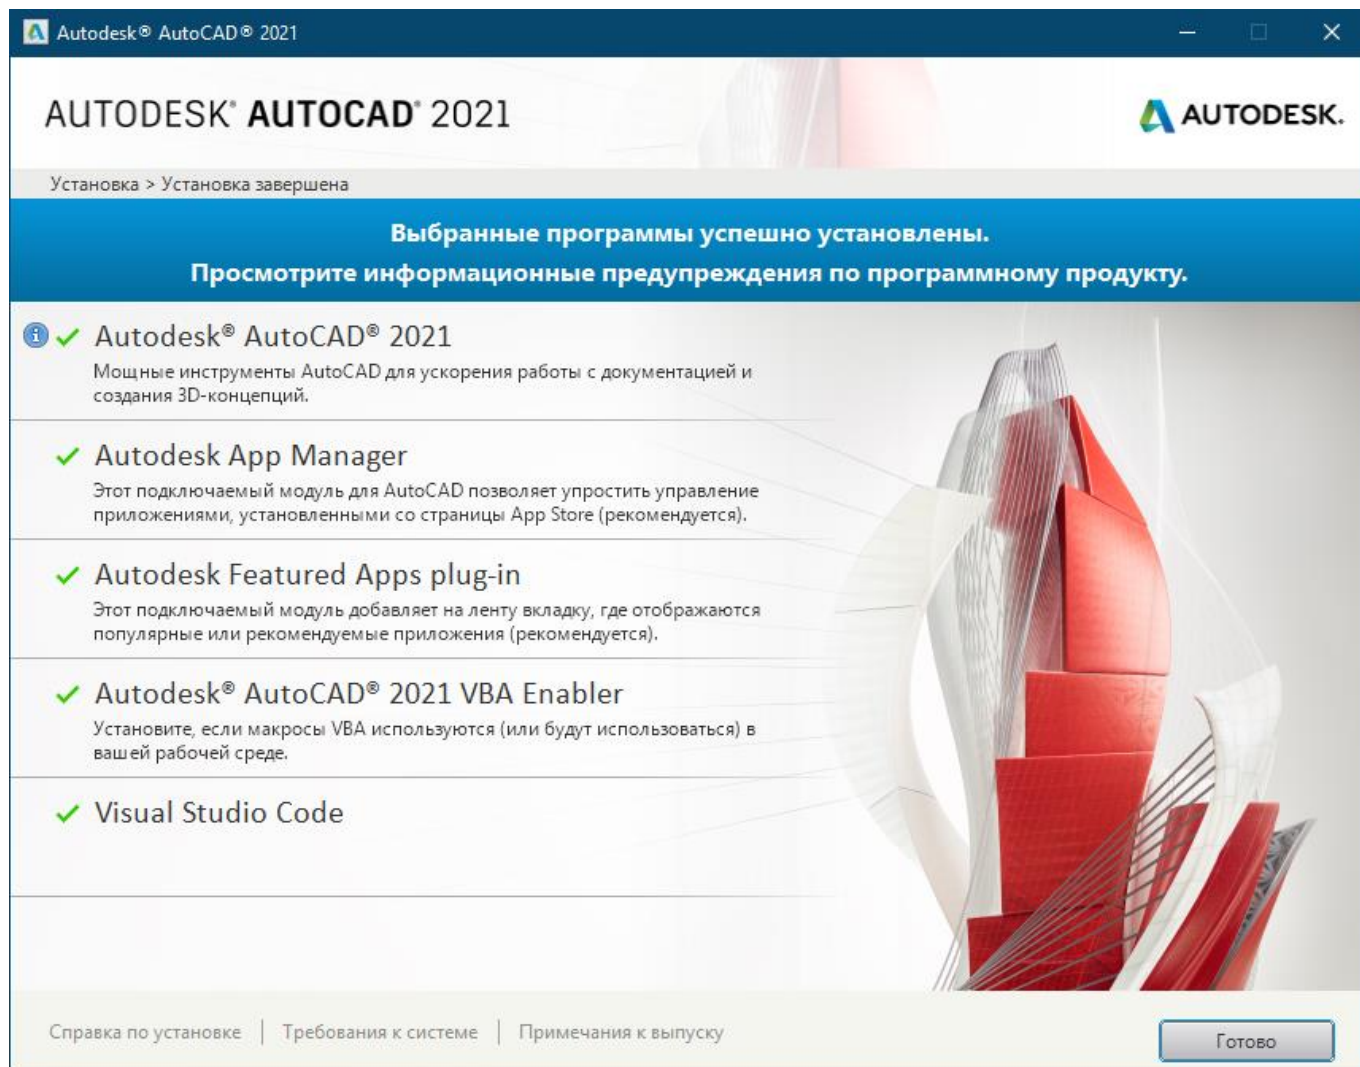 Autodesk® AutoCAD® 2021
AUTODESK® AUTOCAD® 2021
AUTODESK.
Установка > Установка завершена
Выбранные программы успешно установлены.
Просмотрите информационные предупреждения по программному продукту.
Autodesk® AutoCAD® 2021
Мощные инструменты AutoCAD для ускорения работы с документацией и
создания 3D-концепций.
Autodesk App Manager
Этот подключаемый модуль для AutoCAD позволяет упростить управление
приложениями, установленными со страницы App Store (рекомендуется).
Autodesk Featured Apps plug-in
Этот подключаемый модуль добавляет на ленту вкладку, где отображаются
популярные или рекомендуемые приложения (рекомендуется).
Autodesk® AutoCAD® 2021 VBA Enabler
Установите, если макросы VBA используются (или будут использоваться) в
вашей рабочей среде.
Visual Studio Code
Справка по установке | Требования к системе | Примечания к выпуску
Готово